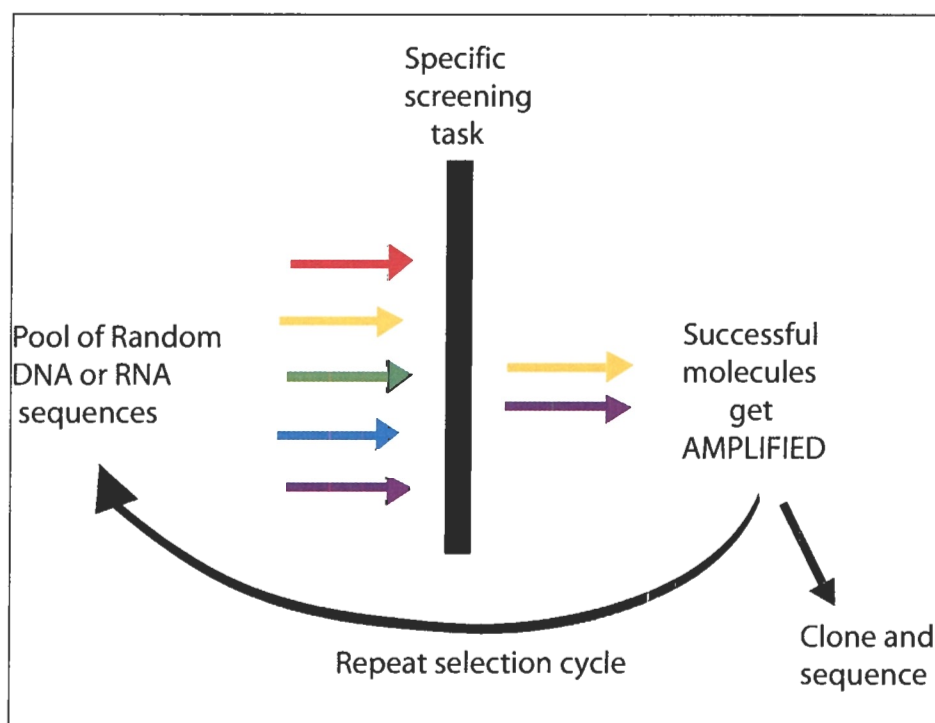 Specific
screening
task
Pool of Random
DNA or RNA
sequences
Successful
molecules
get
AMPLIFIED
Repeat selection cycle
Clone and
sequence